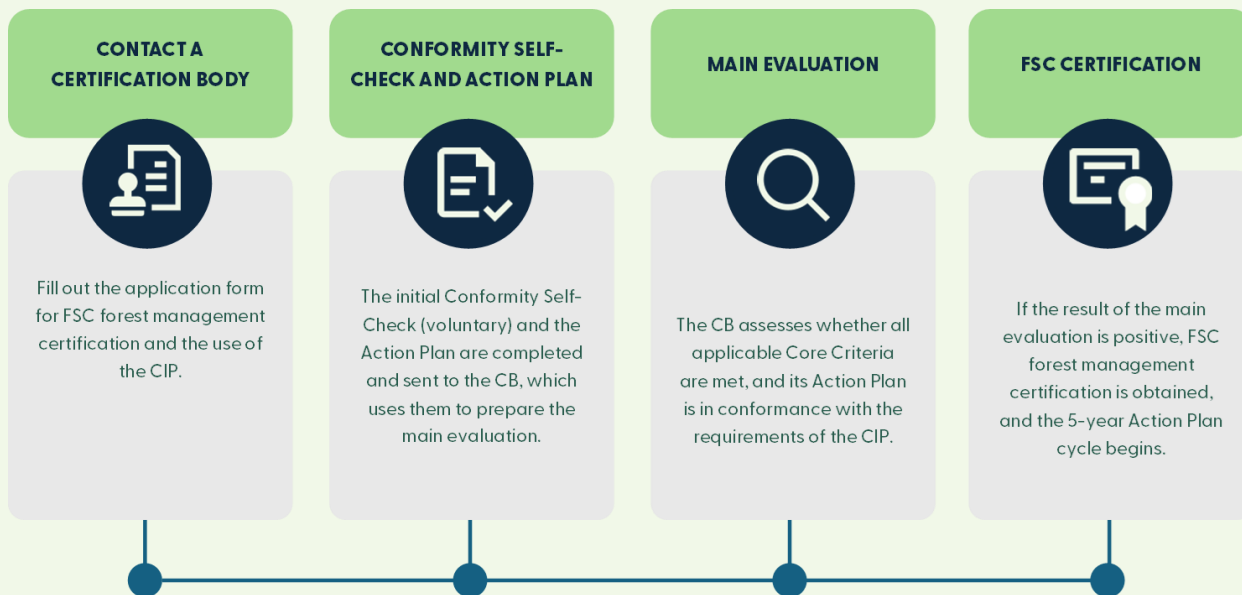 CONTACT A
CERTIFICATION BODY
Fill out the application form
for FSC forest management
certification and the use of
the CIP.
CONFORMITY SELF-
CHECK AND ACTION PLAN
The initial Conformity Self-
Check (voluntary) and the
Action Plan are completed
and sent to the CB, which
uses them to prepare the
main evaluation.
MAIN EVALUATION
The CB assesses whether all
applicable Core Criteria
are met, and its Action Plan
is in conformance with the
requirements of the CIP.
FSC CERTIFICATION
If the result of the main
evaluation is positive, FSC
forest management
certification is obtained,
and the 5-year Action Plan
cycle begins.